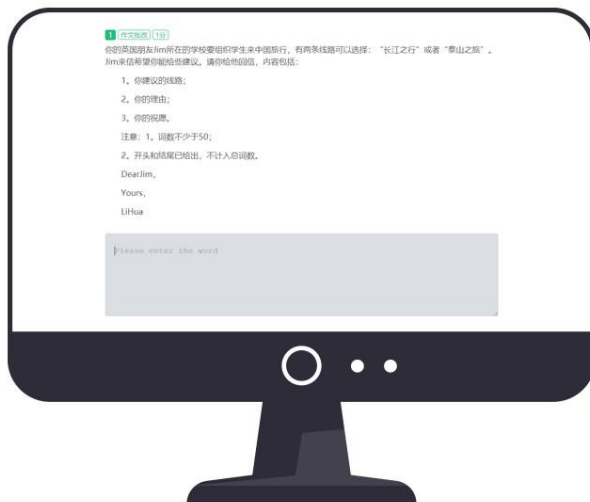 1 作文批改 1分
你的英国朋友Jim所在的学校要组织学生来中国旅行，有两条线路可以选择：“长江之行”或者“泰山之旅”。
Jim来信希望你能给些建议。请你给他回信，内容包括：
1、你建议的线路;
2、你的理由;
3、你的祝愿。
注意：1、词数不少于50;
2、开头和结尾已给出，不计入总词数。
DearJim,
Yours,
LiHua
Please enter the word